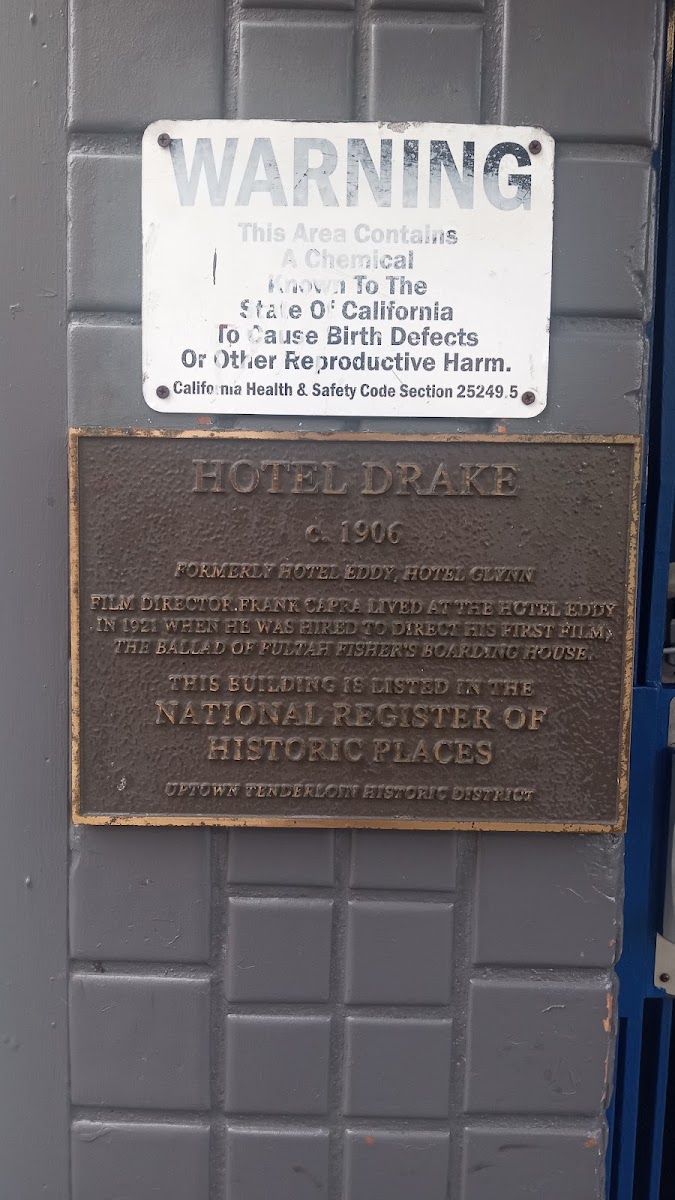 WARNING
This Area Contains
A Chemical
Known To The
State Of California
To Cause Birth Defects
Or Other Reproductive Harm.
California Health & Safety Code Section 25249.5
HOTEL DRAKE
C. 1906
FORMERLY HOTEL EDDY, HOTEL GLYNN
FILM DIRECTOR FRANK CAPRA LIVED AT THE HOTEL EDDY
IN 1921 WHEN HE WAS HIRED TO DIRECT HIS FIRST FILM,
THE BALLAD OF FULTAH FISHER'S BOARDING HOUSE.
THIS BUILDING IS LISTED IN THE
NATIONAL REGISTER OF
HISTORIC PLACES
UPTOWN TENDERLOIN HISTORIC DISTRICT